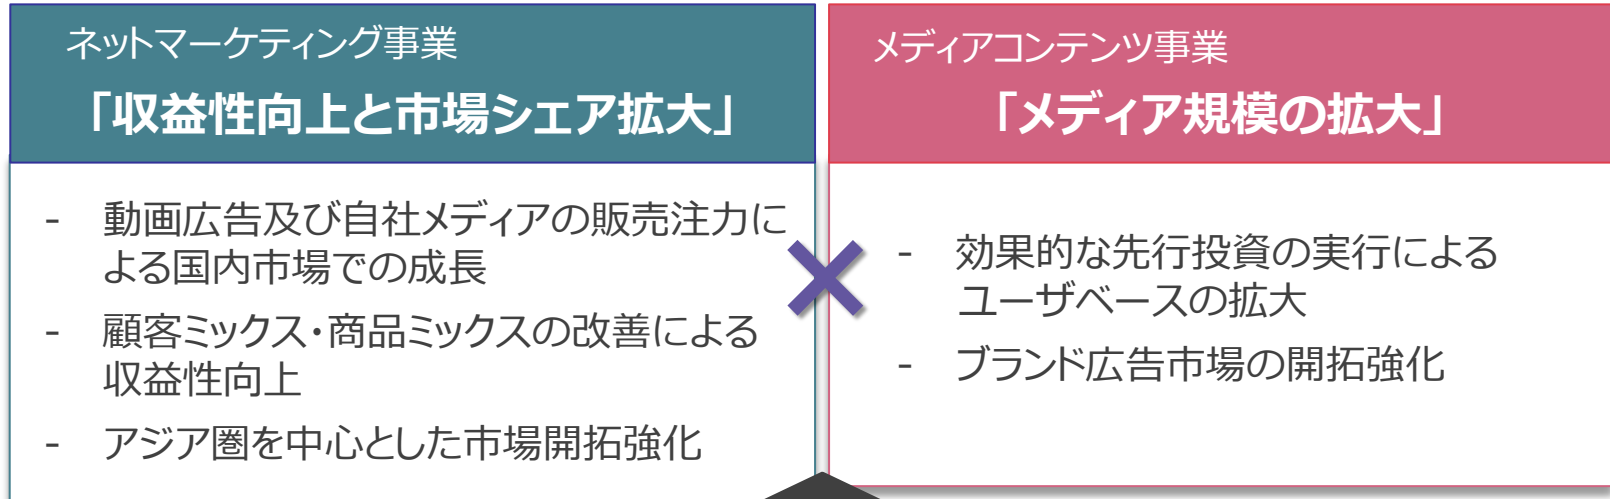 ネットマーケティング事業
「収益性向上と市場シェア拡大」
- 動画広告及び自社メディアの販売注力に
よる国内市場での成長
- 顧客ミックス・商品ミックスの改善による
収益性向上
- アジア圏を中心とした市場開拓強化
メディアコンテンツ事業
「メディア規模の拡大」
- 効果的な先行投資の実行による
ユーザベースの拡大
- ブランド広告市場の開拓強化